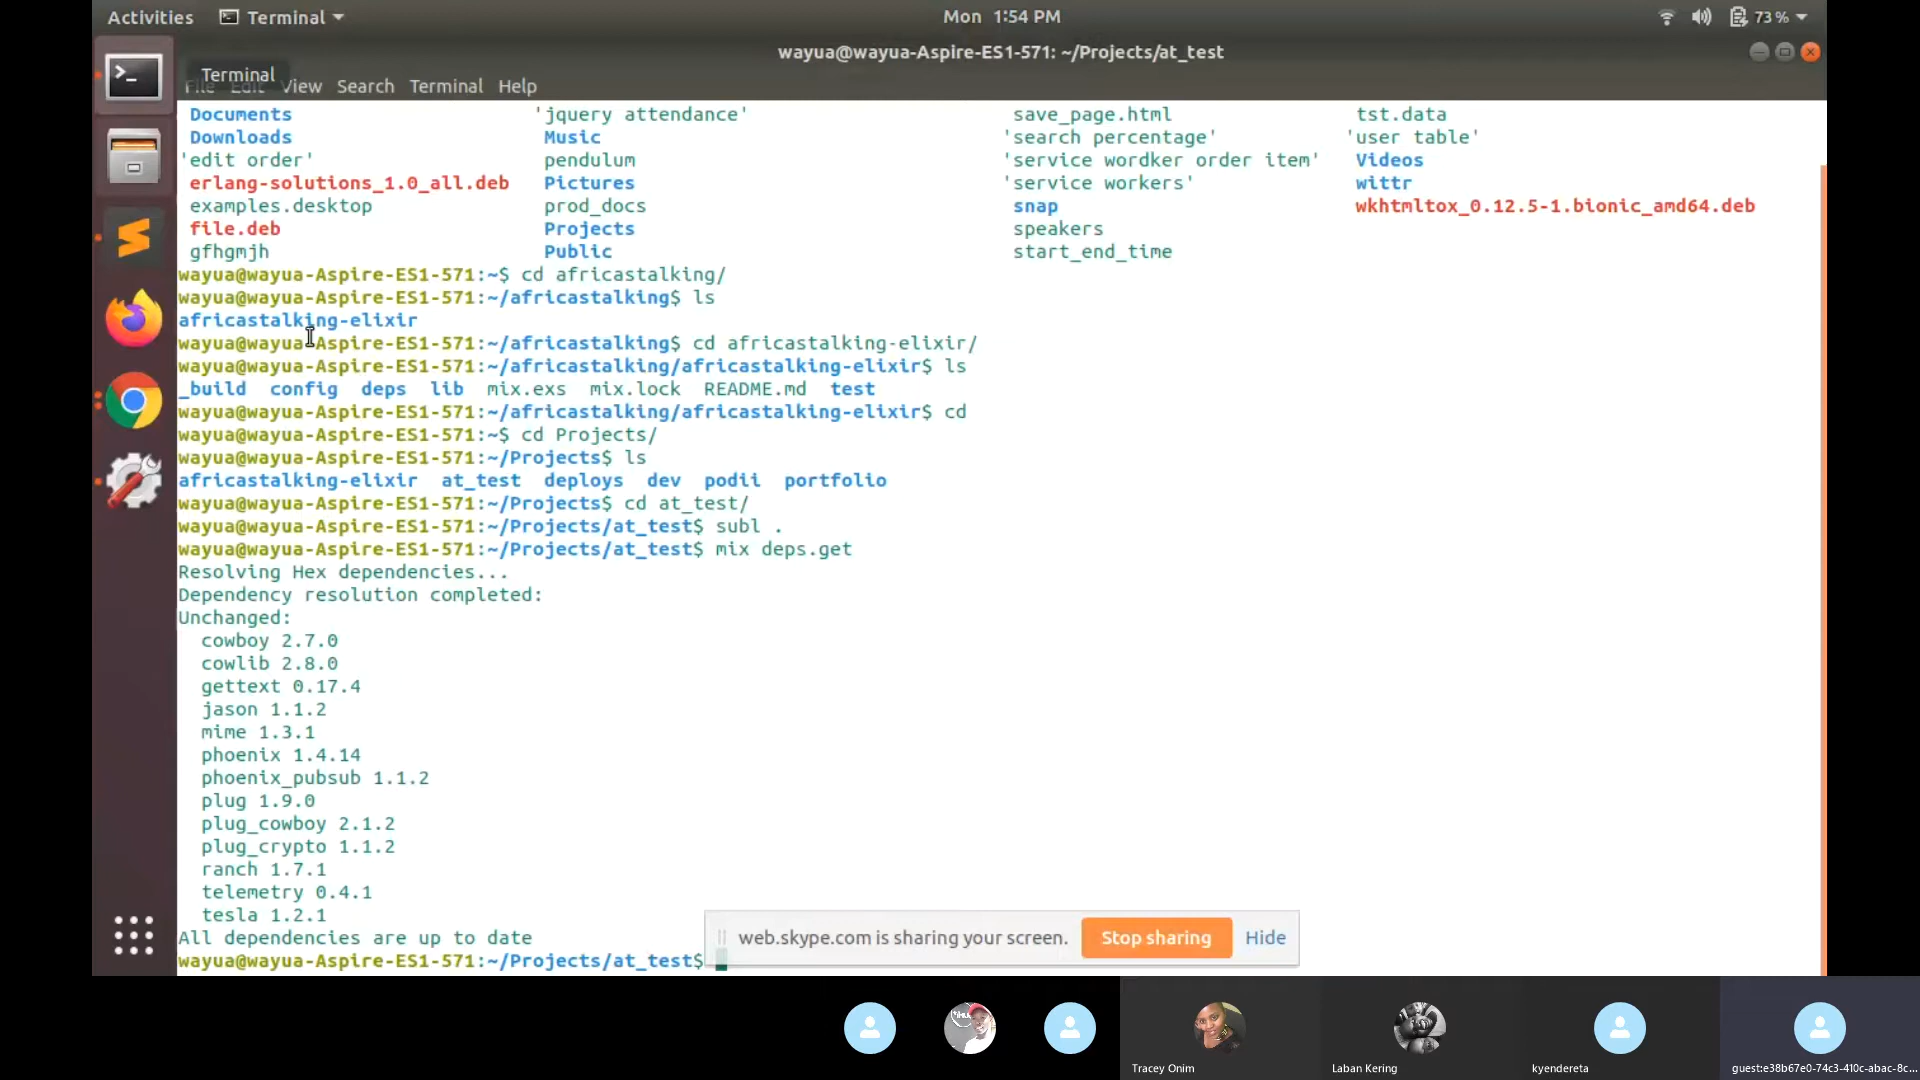 Activities Terminal Mon 1:54 PM 73 %
wayua@wayua-Aspire-ES1-571: ~/Projects/at_test
Terminal
File Edit View Search Terminal Help
Documents 'jquery attendance' save_page.html tst.data
Downloads Music 'search percentage' 'user table'
'edit order' pendulum 'service wordker order item' Videos
erlang-solutions_1.0_all.deb Pictures 'service workers' wittr
examples.desktop prod_docs snap wkhtmltox_0.12.5-1.bionic_amd64.deb
file.deb Projects speakers
gfhgmjh Public start_end_time
wayua@wayua-Aspire-ES1-571:~$ cd africastalking/
wayua@wayua-Aspire-ES1-571:~/africastalking$ ls
africastalking-elixir
wayua@wayua-Aspire-ES1-571:~/africastalking$ cd africastalking-elixir/
wayua@wayua-Aspire-ES1-571:~/africastalking/africastalking-elixir$ ls
_build config deps lib mix.exs mix.lock README.md test
wayua@wayua-Aspire-ES1-571:~/africastalking/africastalking-elixir$ cd
wayua@wayua-Aspire-ES1-571:~$ cd Projects/
wayua@wayua-Aspire-ES1-571:~/Projects$ ls
africastalking-elixir at_test deploys dev podii portfolio
wayua@wayua-Aspire-ES1-571:~/Projects$ cd at_test/
wayua@wayua-Aspire-ES1-571:~/Projects/at_test$ subl .
wayua@wayua-Aspire-ES1-571:~/Projects/at_test$ mix deps.get
Resolving Hex dependencies...
Dependency resolution completed:
Unchanged:
cowboy 2.7.0
cowlib 2.8.0
gettext 0.17.4
jason 1.1.2
mime 1.3.1
phoenix 1.4.14
phoenix_pubsub 1.1.2
plug 1.9.0
plug_cowboy 2.1.2
plug_crypto 1.1.2
ranch 1.7.1
telemetry 0.4.1
tesla 1.2.1
All dependencies are up to date
wayua@wayua-Aspire-ES1-571:~/Projects/at_test$
web.skype.com is sharing your screen. Stop sharing Hide
Tracey Onim Laban Kering kyendereta guest:e38b67e0-74c3-410c-abac-8c...